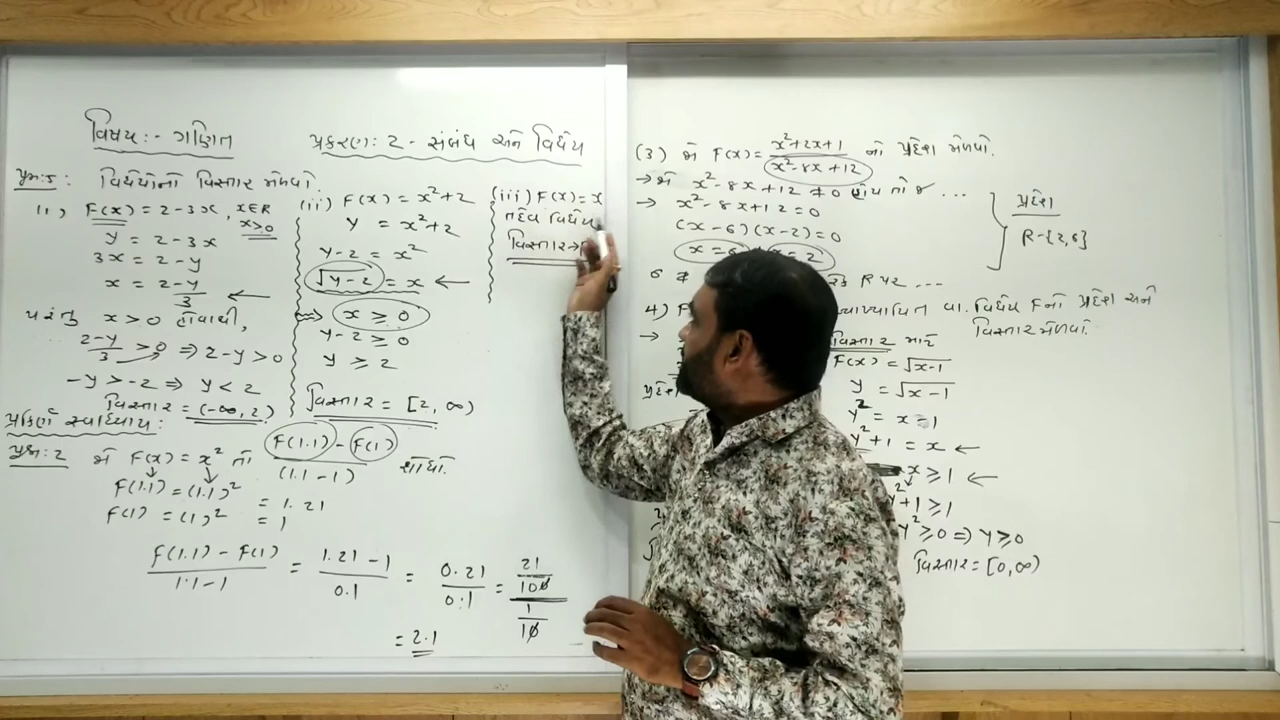 વિષય:- ગણિત
પ્રકરણ: 2 - સંબંધ અને વિધેય
પ્રશ્ન:5: વિધેયોનો વિસ્તાર મેળવો.
(i) F(x) = 2-3x, x∈R
x>0
y = 2-3x
3x = 2-y
x = 2-y/3 ←
પરંતુ x>0 હોવાથી,
2-y/3 >0 ⇒ 2-y>0
-y>-2 ⇒ y<2
વિસ્તાર = (-∞, 2)
(ii) F(x) = x²+2
y = x²+2
y-2 = x²
√y-2 = x ←
⇒ x ≥ 0
y-2 ≥ 0
y ≥ 2
વિસ્તાર = [2, ∞)
(iii) F(x) = x
તદેવ વિધેય
વિસ્તાર→
પ્રકિર્ણ સ્વાધ્યાય:
પ્રશ્ન:2 જો F(x) = x² તો F(1.1)-F(1)/(1.1-1) શોધો.
F(1.1) = (1.1)² = 1.21
F(1) = (1)² = 1
F(1.1)-F(1)/1.1-1 = 1.21-1/0.1 = 0.21/0.1 = 21/100/1/10
= 2.1
(3) જો F(x) = x²+2x+1/x²-8x+12 નો પ્રદેશ મેળવો.
→ જો x²-8x+12 ≠ 0 હોય તો જ ...
→ x²-8x+12=0
(x-6)(x-2)=0
x=6 x=2
પ્રદેશ
R-{2,6}
6 R પર ...
4) F વ્યાખ્યાયિત વા. વિધેય F નો પ્રદેશ અને
વિસ્તાર મેળવો.
→ વિસ્તાર માટે
F(x) = √x-1
y = √x-1
y² = x-1
y²+1 = x ←
x ≥ 1 ←
y²+1 ≥ 1
y² ≥ 0 ⇒ y ≥ 0
વિસ્તાર = [0, ∞)